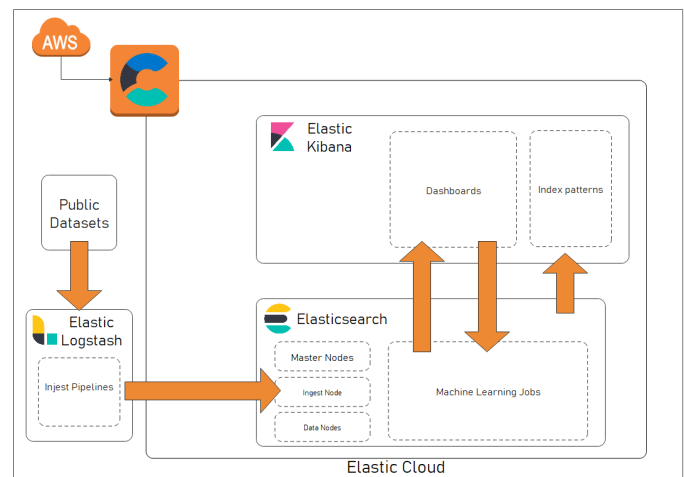 AWS
Elastic
Kibana
Dashboards
Index patterns
Public
Datasets
Elastic
Logstash
Injest Pipelines
Elasticsearch
Master Nodes
Ingest Node
Data Nodes
Machine Learning Jobs
Elastic Cloud